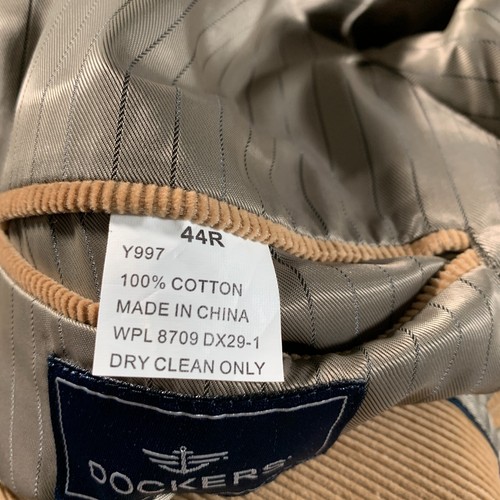 44R
Y997
100% COTTON
MADE IN CHINA
WPL 8709 DX29-1
DRY CLEAN ONLY
DOCKERS